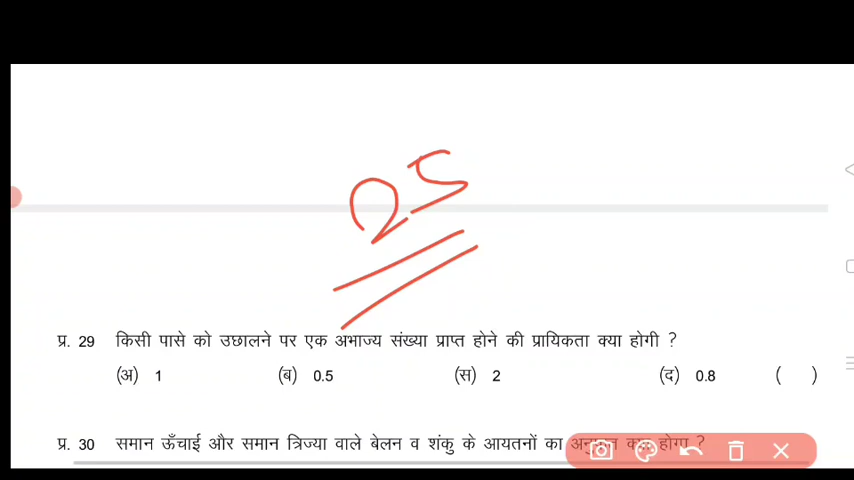 25
प्र. 29 किसी पासे को उछालने पर एक अभाज्य संख्या प्राप्त होने की प्रायिकता क्या होगी ?
(अ) 1 (ब) 0.5 (स) 2 (द) 0.8 ( )
प्र. 30 समान ऊँचाई और समान त्रिज्या वाले बेलन व शंकु के आयतनों का अनुपात क्या होगा ?